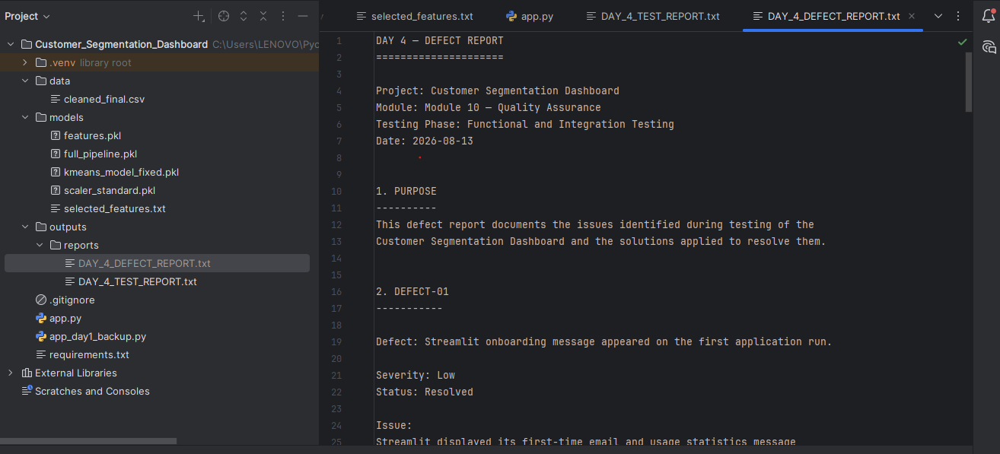 Project
Customer_Segmentation_Dashboard C:\Users\LENOVO\Pyc
.venv library root
data
cleaned_final.csv
models
features.pkl
full_pipeline.pkl
kmeans_model_fixed.pkl
scaler_standard.pkl
selected_features.txt
outputs
reports
DAY_4_DEFECT_REPORT.txt
DAY_4_TEST_REPORT.txt
.gitignore
app.py
app_day1_backup.py
requirements.txt
External Libraries
Scratches and Consoles
selected_features.txt app.py DAY_4_TEST_REPORT.txt DAY_4_DEFECT_REPORT.txt
1 DAY 4 — DEFECT REPORT
2 =====================
3
4 Project: Customer Segmentation Dashboard
5 Module: Module 10 — Quality Assurance
6 Testing Phase: Functional and Integration Testing
7 Date: 2026-08-13
8
9
10 1. PURPOSE
11 ----------
12 This defect report documents the issues identified during testing of the
13 Customer Segmentation Dashboard and the solutions applied to resolve them.
14
15
16 2. DEFECT-01
17 -----------
18
19 Defect: Streamlit onboarding message appeared on the first application run.
20
21 Severity: Low
22 Status: Resolved
23
24 Issue:
25 Streamlit displayed its first-time email and usage statistics message